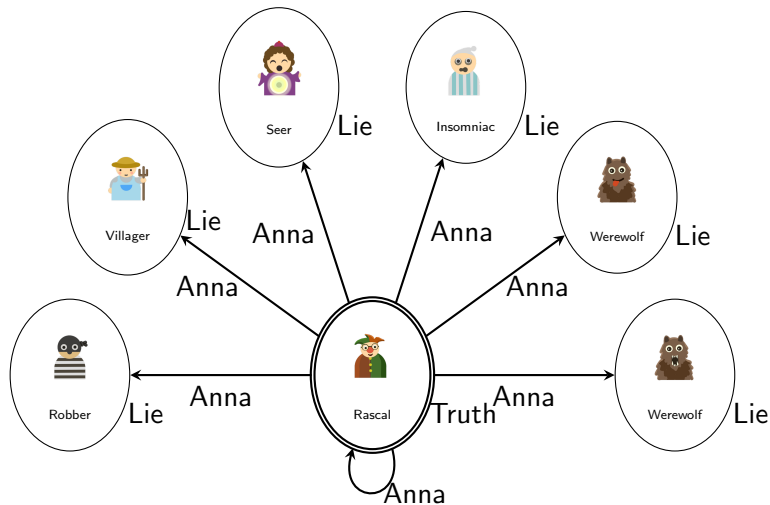 Seer
Lie
Insomniac
Lie
Villager
Lie
Anna
Anna
Werewolf
Lie
Anna
Anna
Robber
Lie
Anna
Rascal
Truth
Anna
Werewolf
Lie
Anna